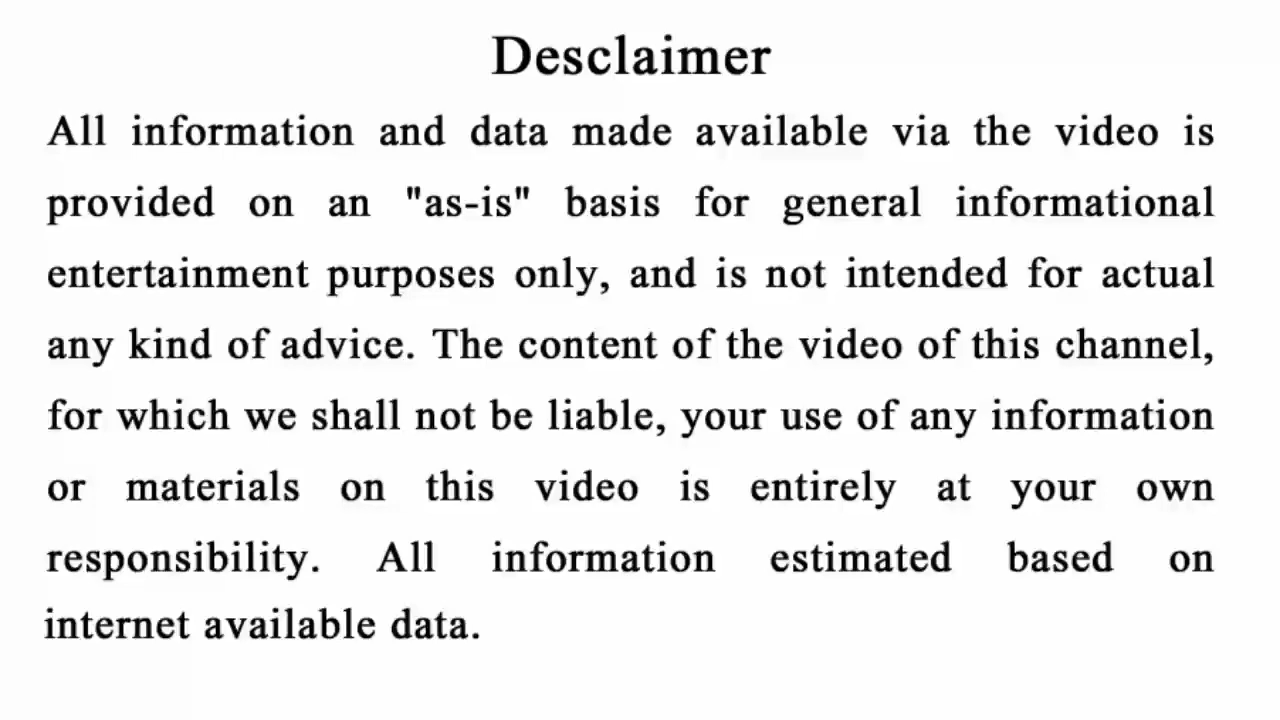 Desclaimer
All information and data made available via the video is
provided on an "as-is" basis for general informational
entertainment purposes only, and is not intended for actual
any kind of advice. The content of the video of this channel,
for which we shall not be liable, your use of any information
or materials on this video is entirely at your own
responsibility. All information estimated based on
internet available data.